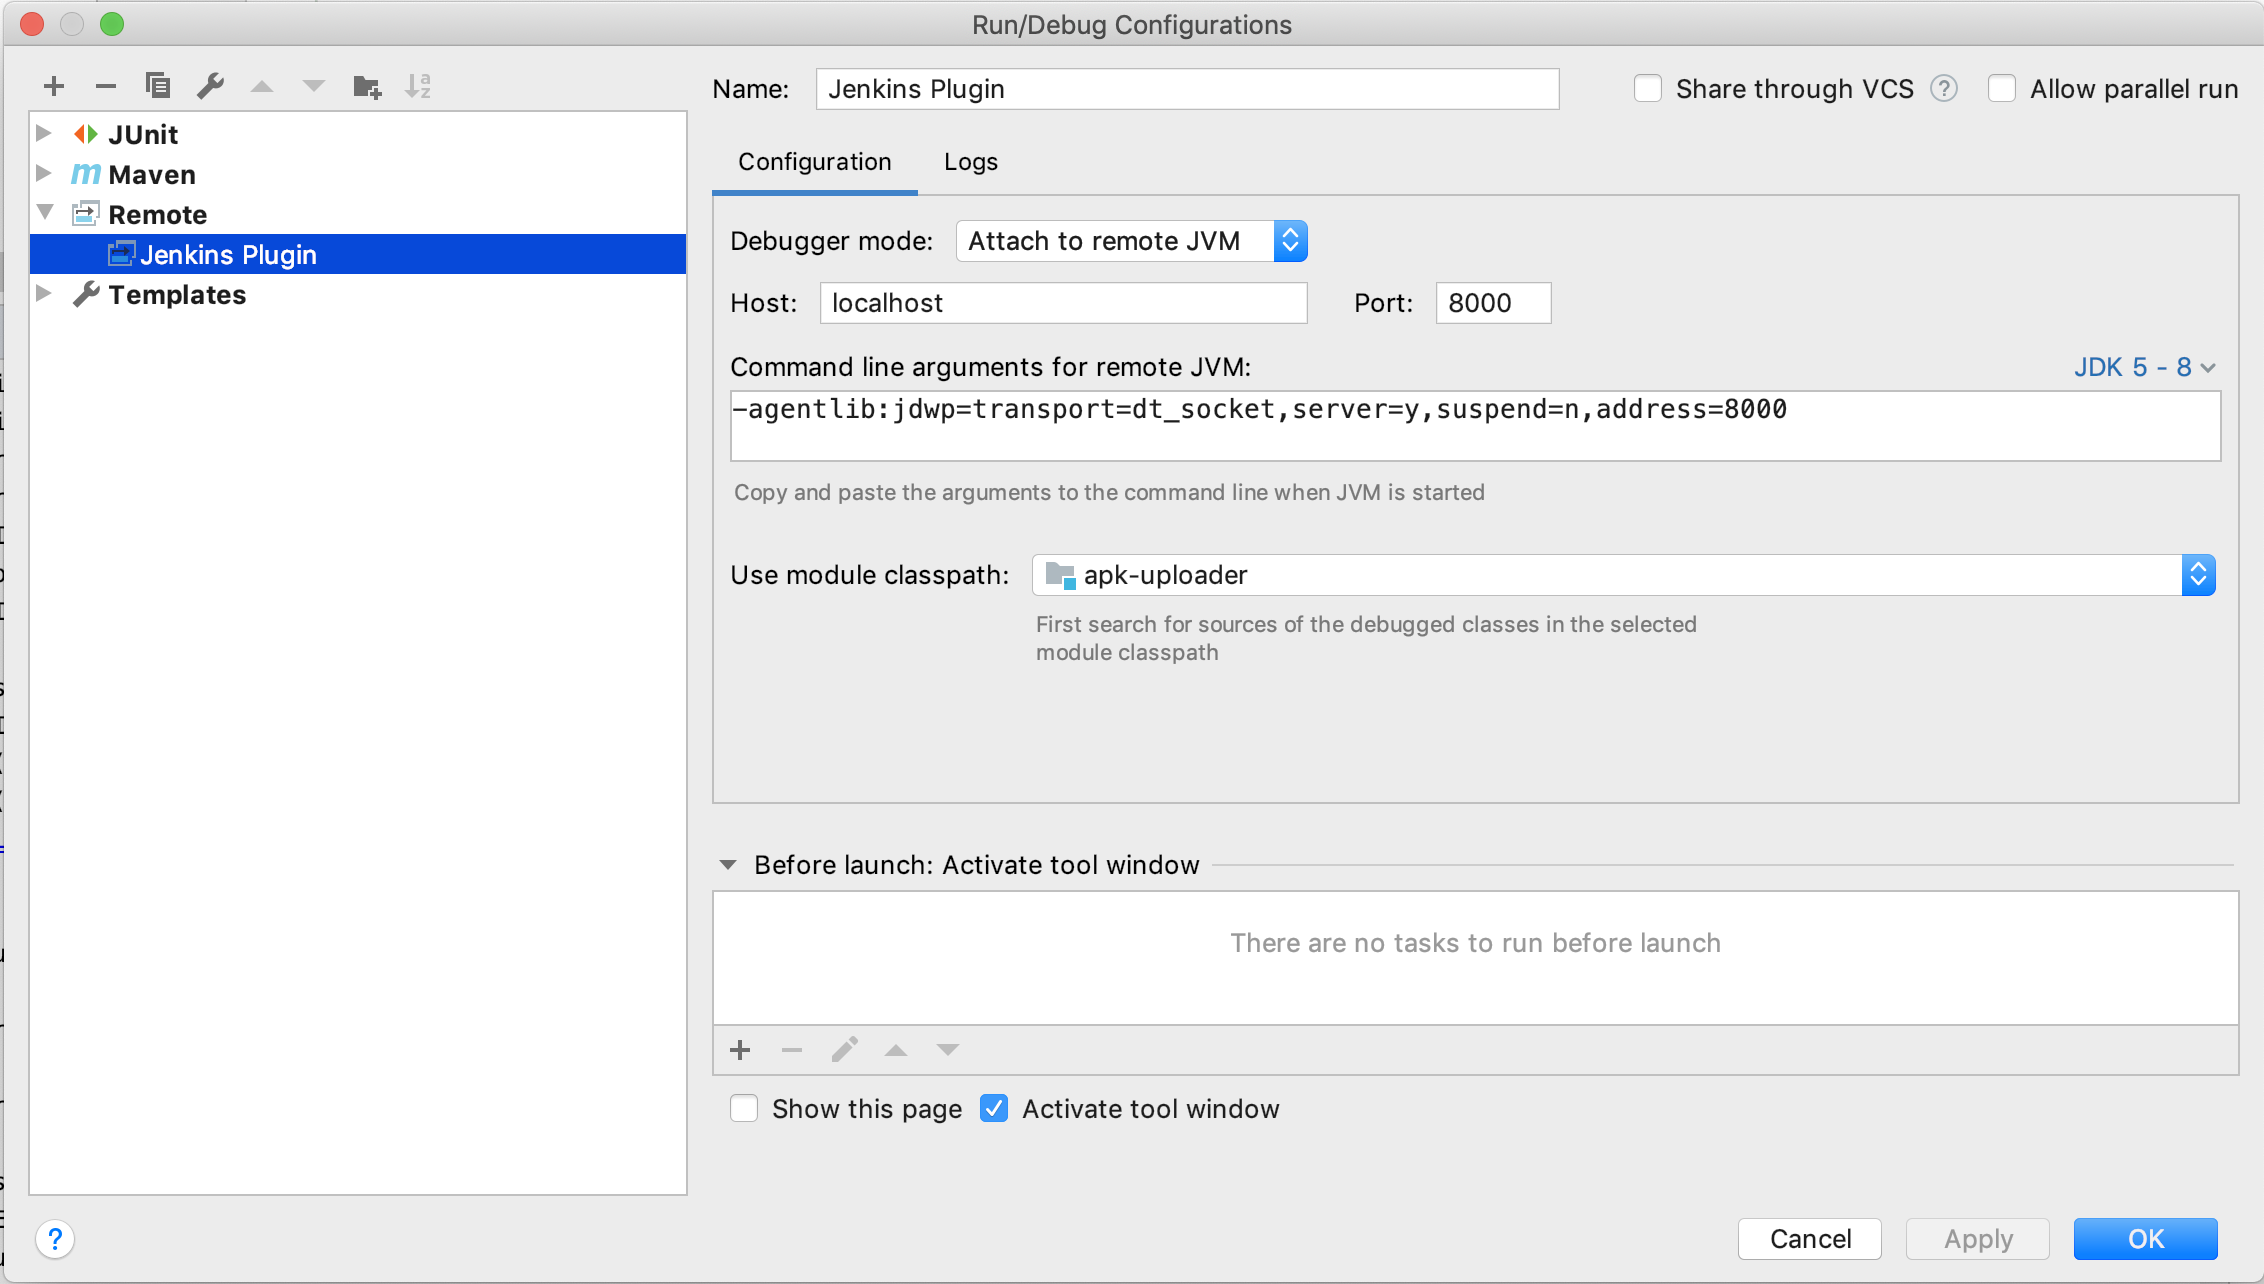 Run/Debug Configurations
Name: Jenkins Plugin
Share through VCS ?
Allow parallel run
JUnit
m Maven
Remote
Jenkins Plugin
Templates
Configuration Logs
Debugger mode: Attach to remote JVM
Host: localhost Port: 8000
Command line arguments for remote JVM: JDK 5 - 8
-agentlib:jdwp=transport=dt_socket,server=y,suspend=n,address=8000
Copy and paste the arguments to the command line when JVM is started
Use module classpath: apk-uploader
First search for sources of the debugged classes in the selected
module classpath
Before launch: Activate tool window
There are no tasks to run before launch
Show this page Activate tool window
? Cancel Apply OK